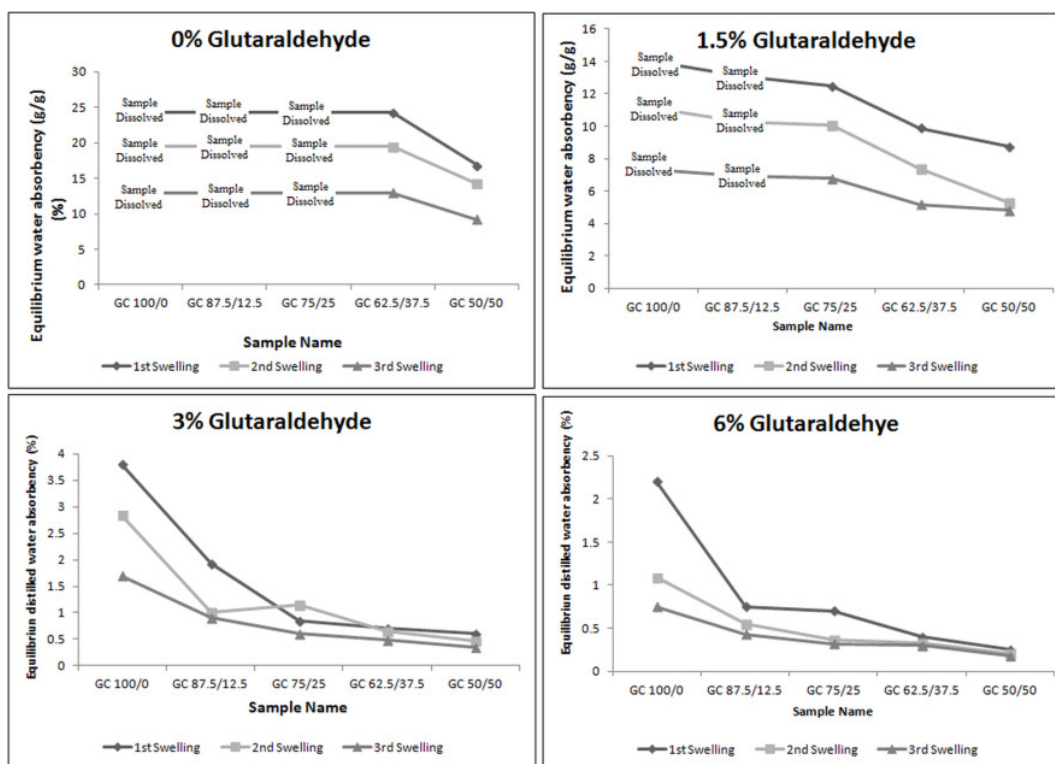 0% Glutaraldehyde
Equilibrium water absorbency (g/g)
(%)
30
25
20
15
10
5
0
Sample
Dissolved
Sample
Dissolved
Sample
Dissolved
Sample
Dissolved
Sample
Dissolved
Sample
Dissolved
Sample
Dissolved
Sample
Dissolved
Sample
Dissolved
GC 100/0 GC 87.5/12.5 GC 75/25 GC 62.5/37.5 GC 50/50
Sample Name
1st Swelling 2nd Swelling 3rd Swelling
1.5% Glutaraldehyde
Equilibrium water absorbency (g/g)
16
14
12
10
8
6
4
2
0
Sample
Dissolved
Sample
Dissolved
Sample
Dissolved
Sample
Dissolved
Sample
Dissolved
Sample
Dissolved
GC 100/0 GC 87.5/12.5 GC 75/25 GC 62.5/37.5 GC 50/50
Sample Name
1st Swelling 2nd Swelling 3rd Swelling
3% Glutaraldehyde
Equilibrium distilled water absorbency (%)
4
3.5
3
2.5
2
1.5
1
0.5
0
GC 100/0 GC 87.5/12.5 GC 75/25 GC 62.5/37.5 GC 50/50
Sample Name
1st Swelling 2nd Swelling 3rd Swelling
6% Glutaraldehye
Equilibrien distilled water absorbency (%)
2.5
2
1.5
1
0.5
0
GC 100/0 GC 87.5/12.5 GC 75/25 GC 62.5/37.5 GC 50/50
Sample Name
1st Swelling 2nd Swelling 3rd Swelling